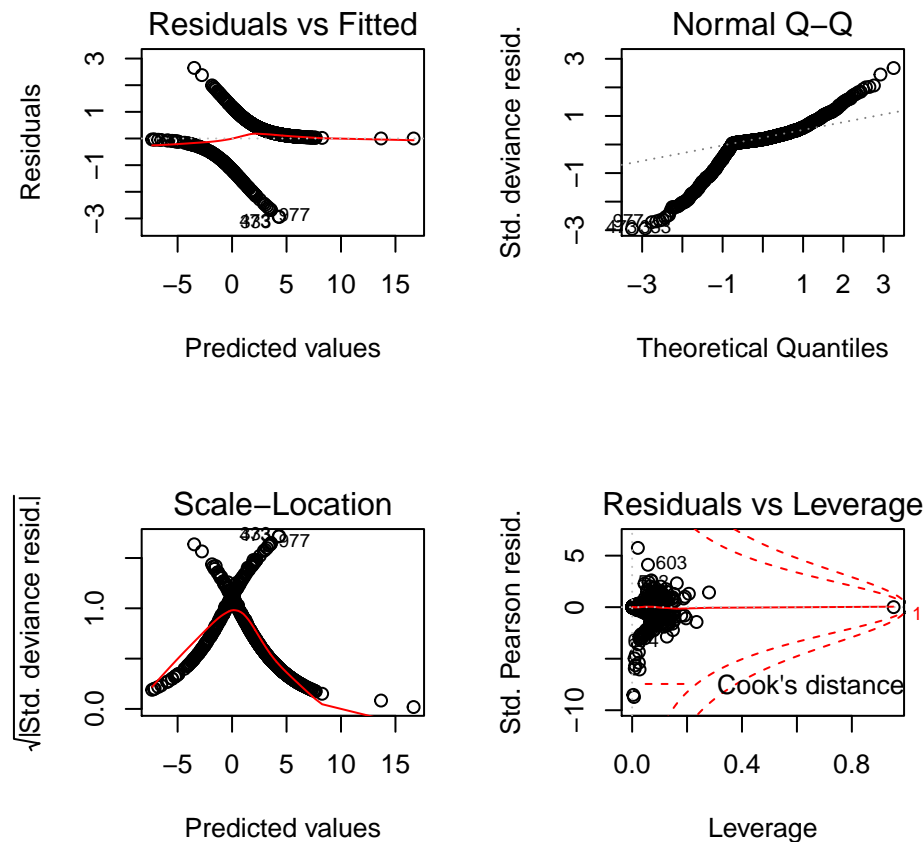 Residuals vs Fitted
Residuals
3
1
−1
−3
977
333
−5 0 5 10 15
Predicted values
Normal Q−Q
Std. deviance resid.
3
1
−1
−3
977
−3 −1 1 2 3
Theoretical Quantiles
Scale−Location
√|Std. deviance resid.|
1.0
0.0
333
977
−5 0 5 10 15
Predicted values
Residuals vs Leverage
Std. Pearson resid.
5
0
−10
603
1
Cook's distance
0.0 0.4 0.8
Leverage